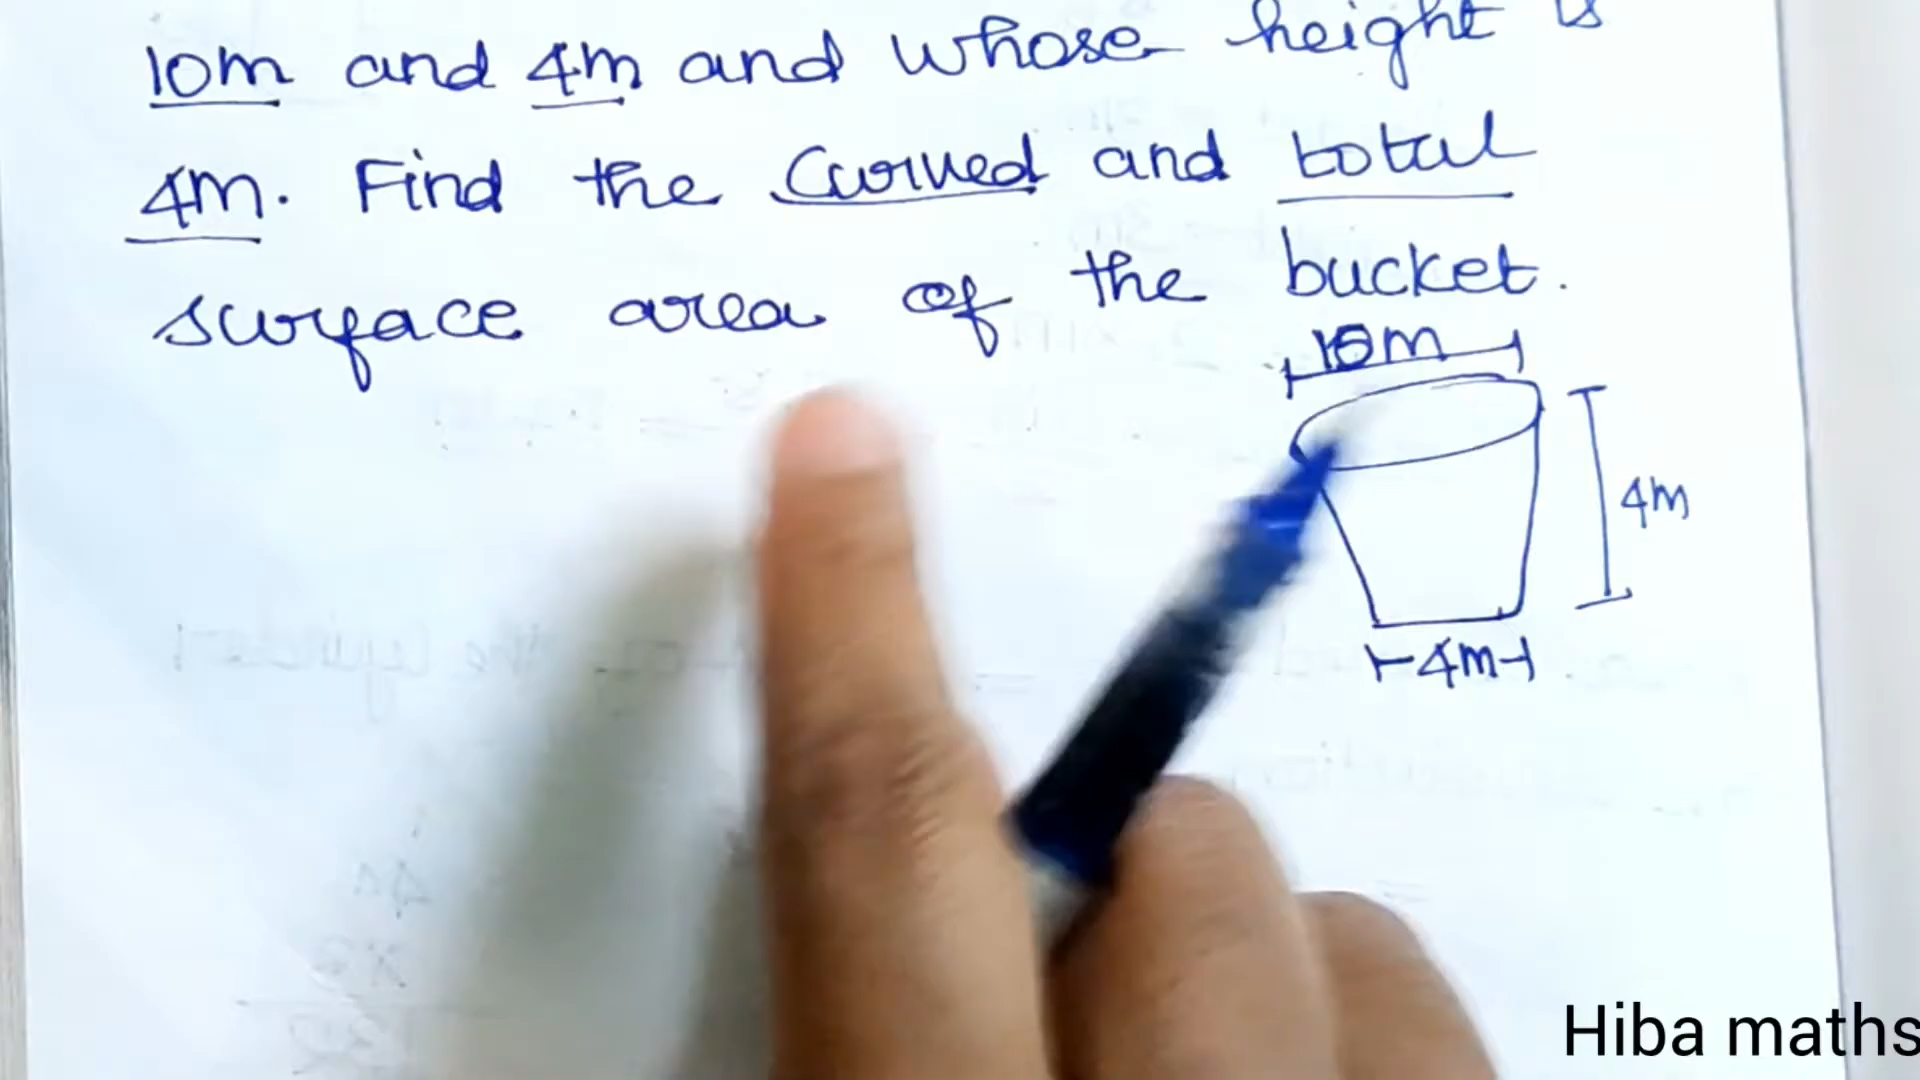 10m and 4m and whose height is
4m. Find the Curved and total
surface area of the bucket.
10m
4m
4m
Hiba maths